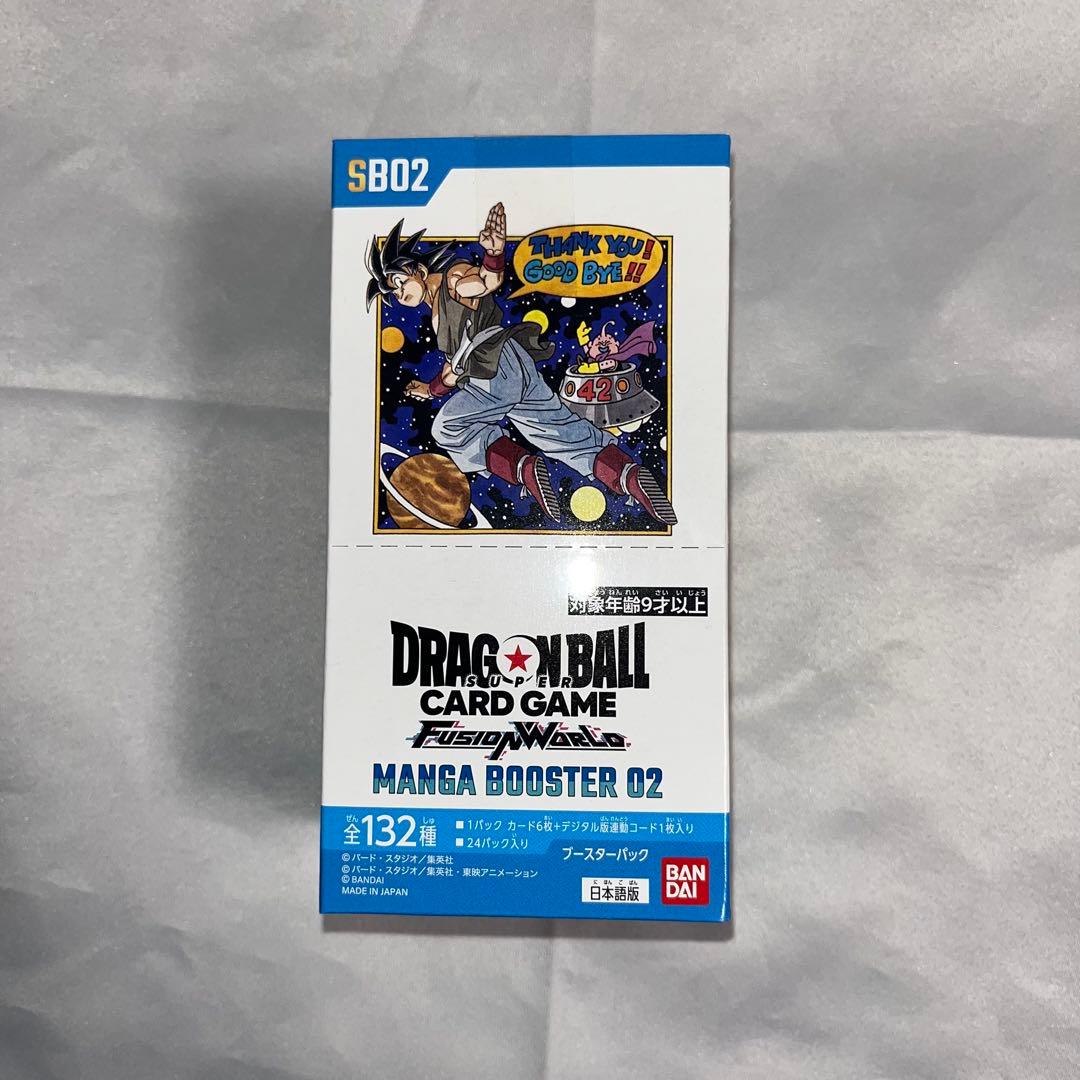 SB02
THANK YOU!
GOOD BYE!!
42
対象年齢9才以上
DRAGON BALL
SUPER
CARD GAME
FUSION WORLD
MANGA BOOSTER 02
全132種
■1パック カード6枚+デジタル版連動コード1枚入り
■24パック入り
ブースターパック
©バード・スタジオ/集英社
©バード・スタジオ/集英社・東映アニメーション
©BANDAI
MADE IN JAPAN
日本語版
BAN
DAI